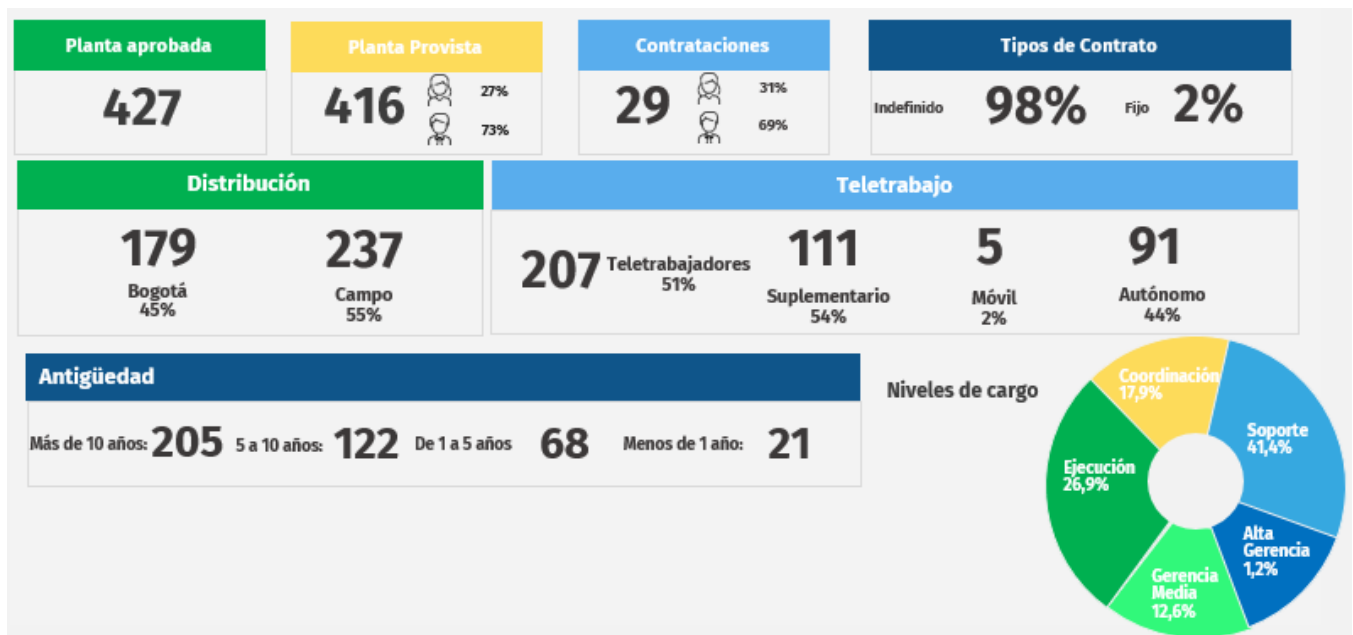 Planta aprobada
427
Planta Provista
416
27%
73%
Contrataciones
29
31%
69%
Tipos de Contrato
Indefinido 98% Fijo 2%
Distribución
179
Bogotá
45%
237
Campo
55%
Teletrabajo
207 Teletrabajadores
51%
111
Suplementario
54%
5
Móvil
2%
91
Autónomo
44%
Antigüedad
Más de 10 años: 205 5 a 10 años: 122 De 1 a 5 años 68 Menos de 1 año: 21
Niveles de cargo
Coordinación
17,9%
Soporte
41,4%
Ejecución
26,9%
Alta
Gerencia
1,2%
Gerencia
Media
12,6%